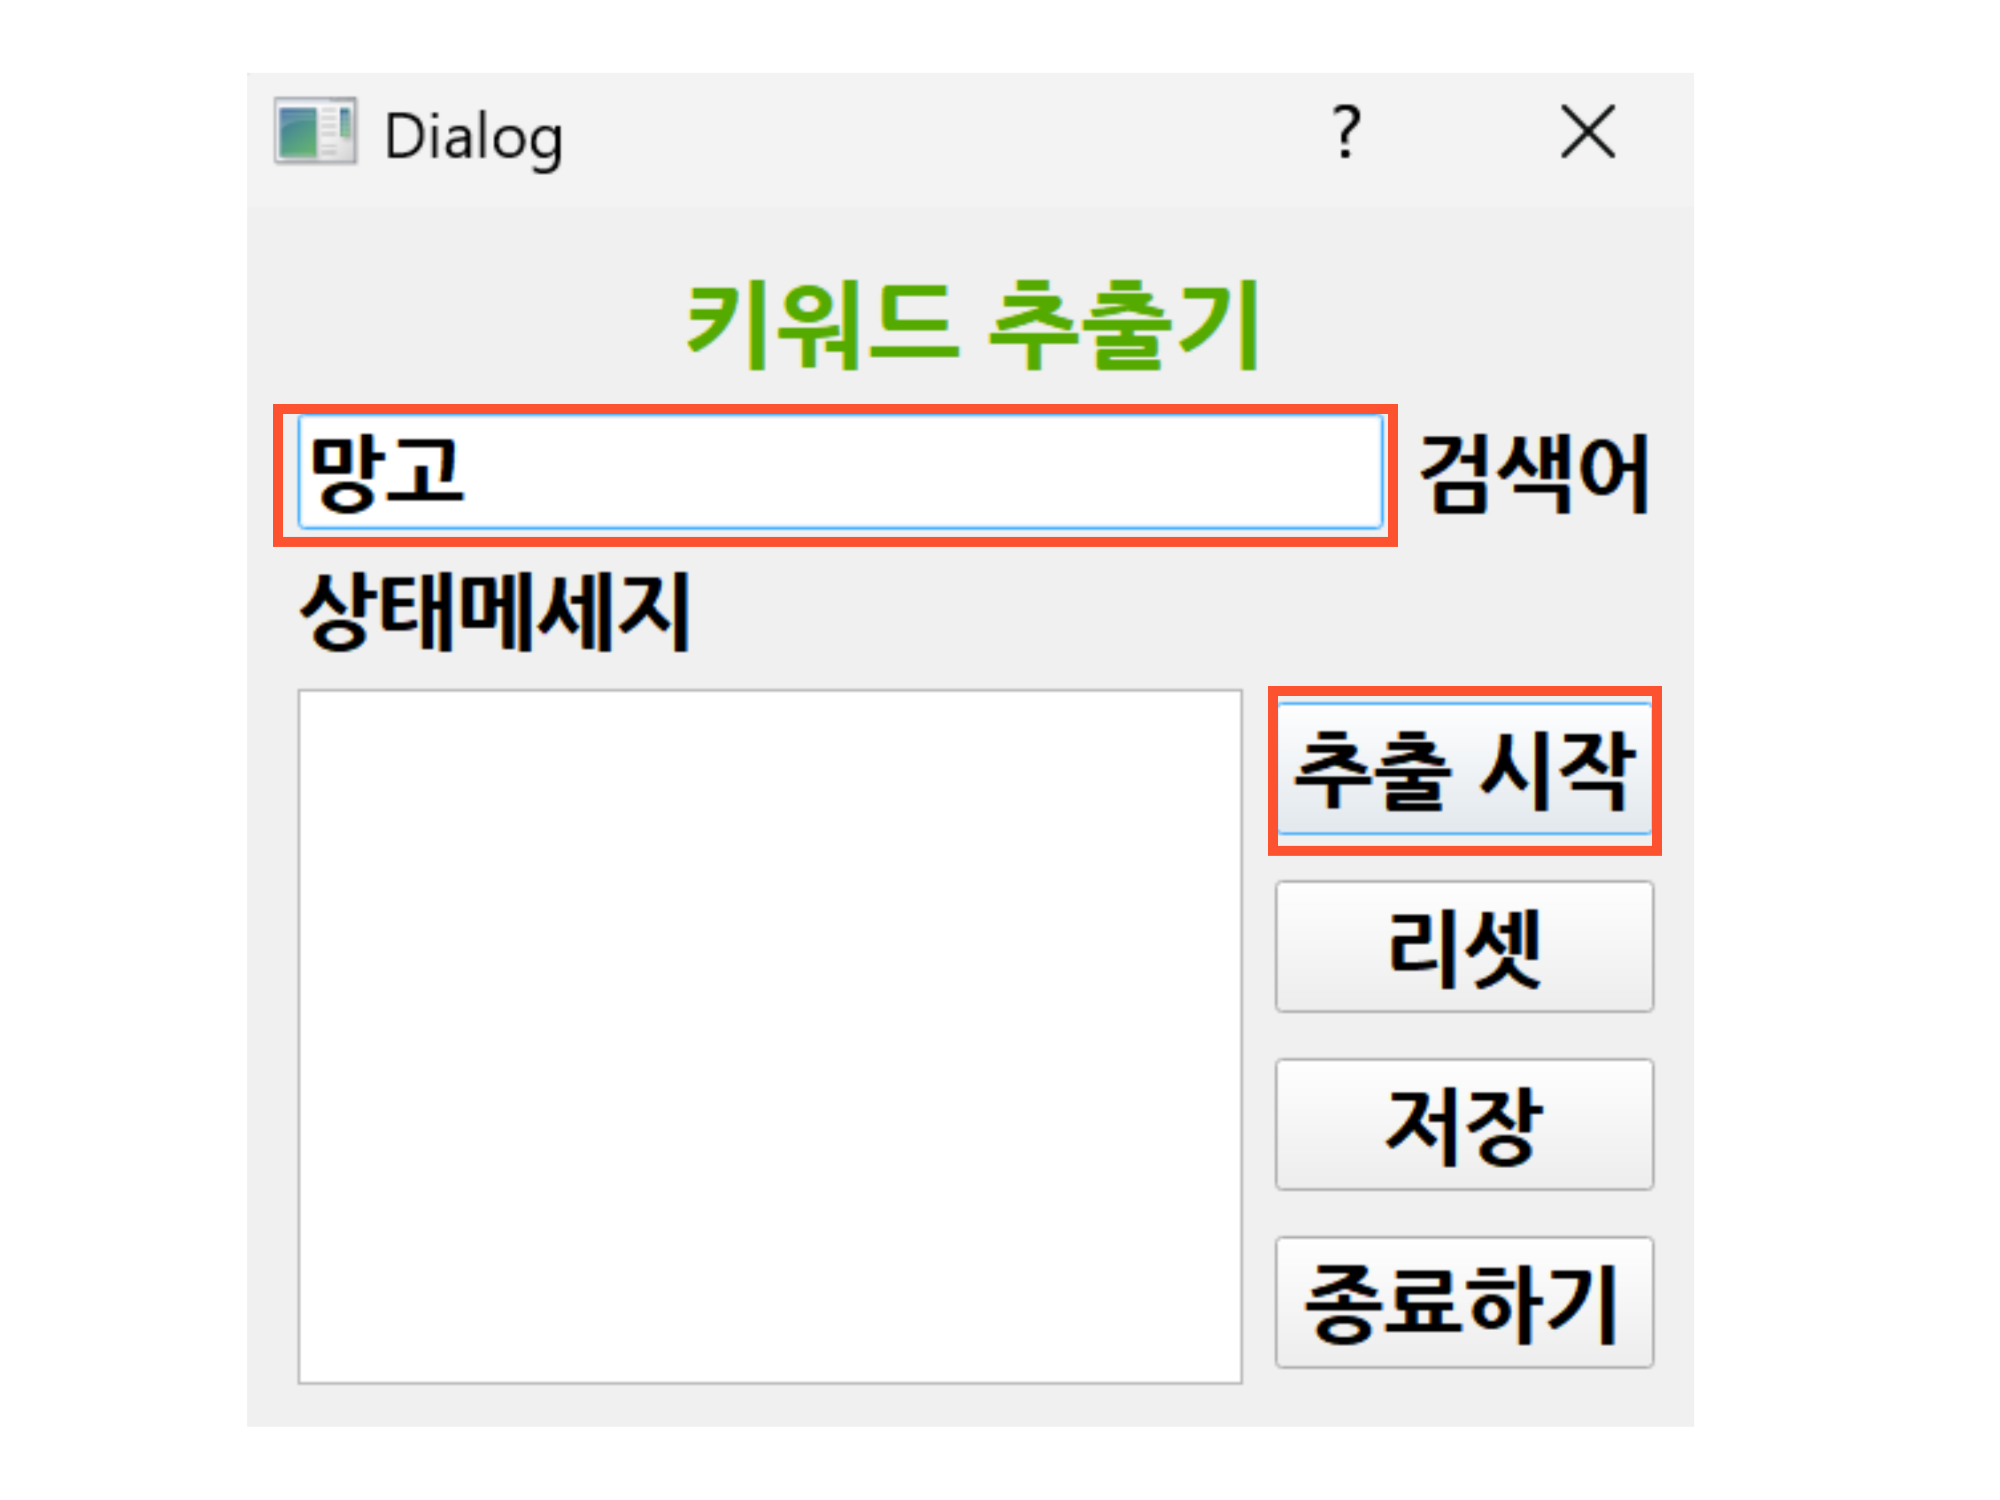 Dialog ?
키워드 추출기
망고 검색어
상태메세지
추출 시작
리셋
저장
종료하기